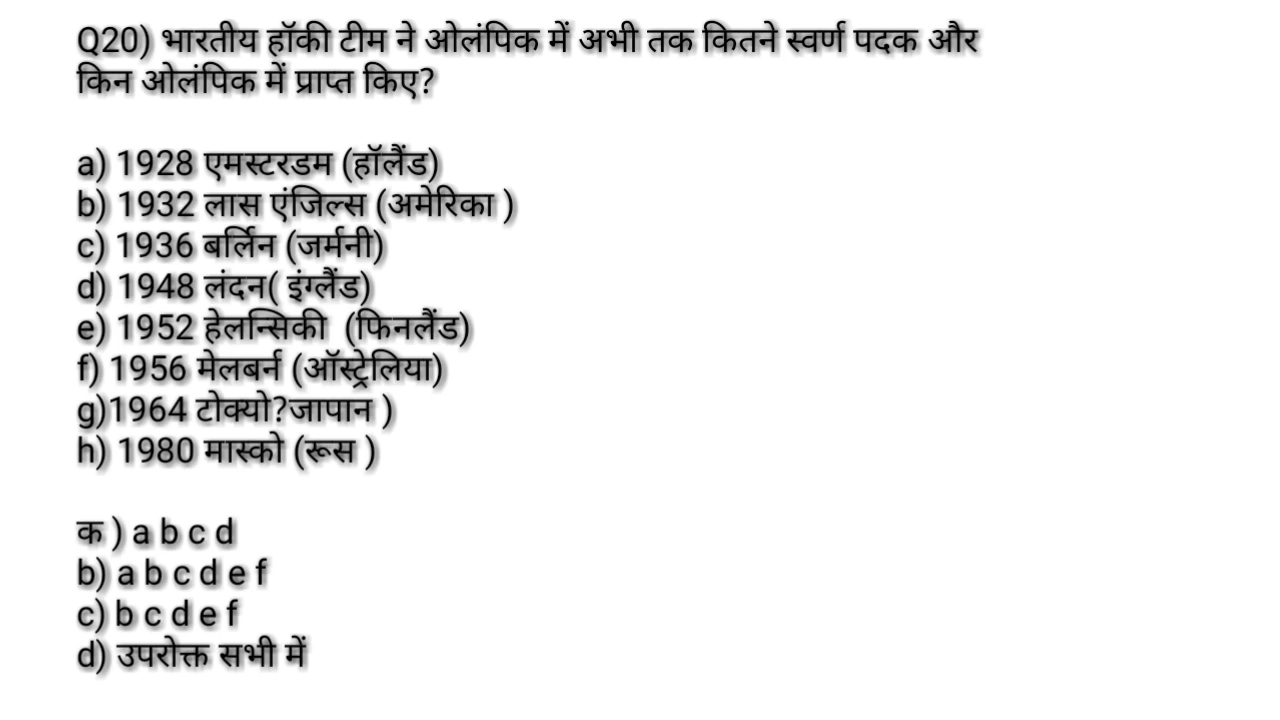 Q20) भारतीय हॉकी टीम ने ओलंपिक में अभी तक कितने स्वर्ण पदक और
किन ओलंपिक में प्राप्त किए?
a) 1928 एमस्टरडम (हॉलैंड)
b) 1932 लास एंजिल्स (अमेरिका )
c) 1936 बर्लिन (जर्मनी)
d) 1948 लंदन( इंग्लैंड)
e) 1952 हेलन्सिकी (फिनलैंड)
f) 1956 मेलबर्न (ऑस्ट्रेलिया)
g)1964 टोक्यो?जापान )
h) 1980 मास्को (रूस )
क ) a b c d
b) a b c d e f
c) b c d e f
d) उपरोक्त सभी में